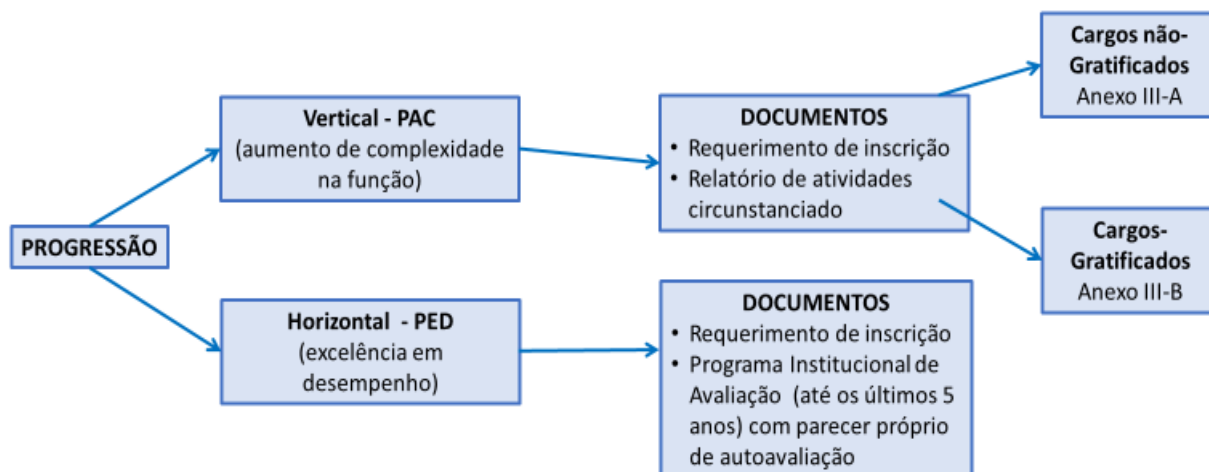 PROGRESSÃO
Vertical - PAC
(aumento de complexidade
na função)
DOCUMENTOS
• Requerimento de inscrição
• Relatório de atividades
circunstanciado
Cargos não-
Gratificados
Anexo III-A
Cargos-
Gratificados
Anexo III-B
Horizontal - PED
(excelência em
desempenho)
DOCUMENTOS
• Requerimento de inscrição
• Programa Institucional de
Avaliação (até os últimos 5
anos) com parecer próprio
de autoavaliação